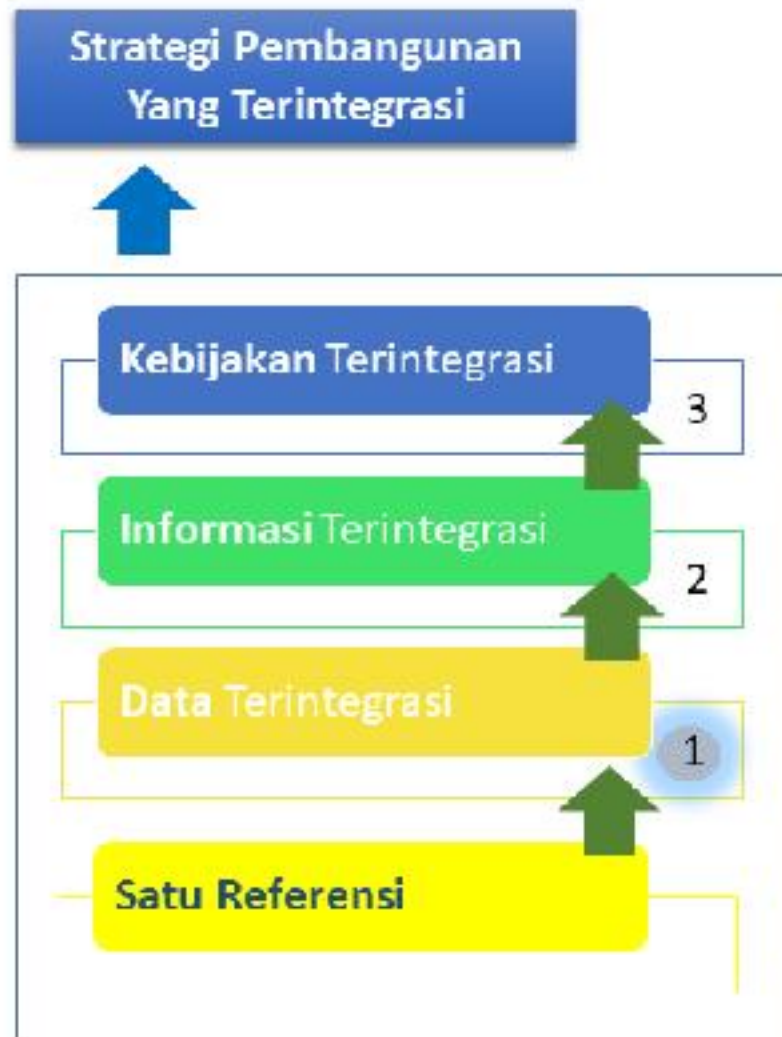 Strategi Pembangunan
Yang Terintegrasi
Kebijakan Terintegrasi
3
Informasi Terintegrasi
2
Data Terintegrasi
1
Satu Referensi